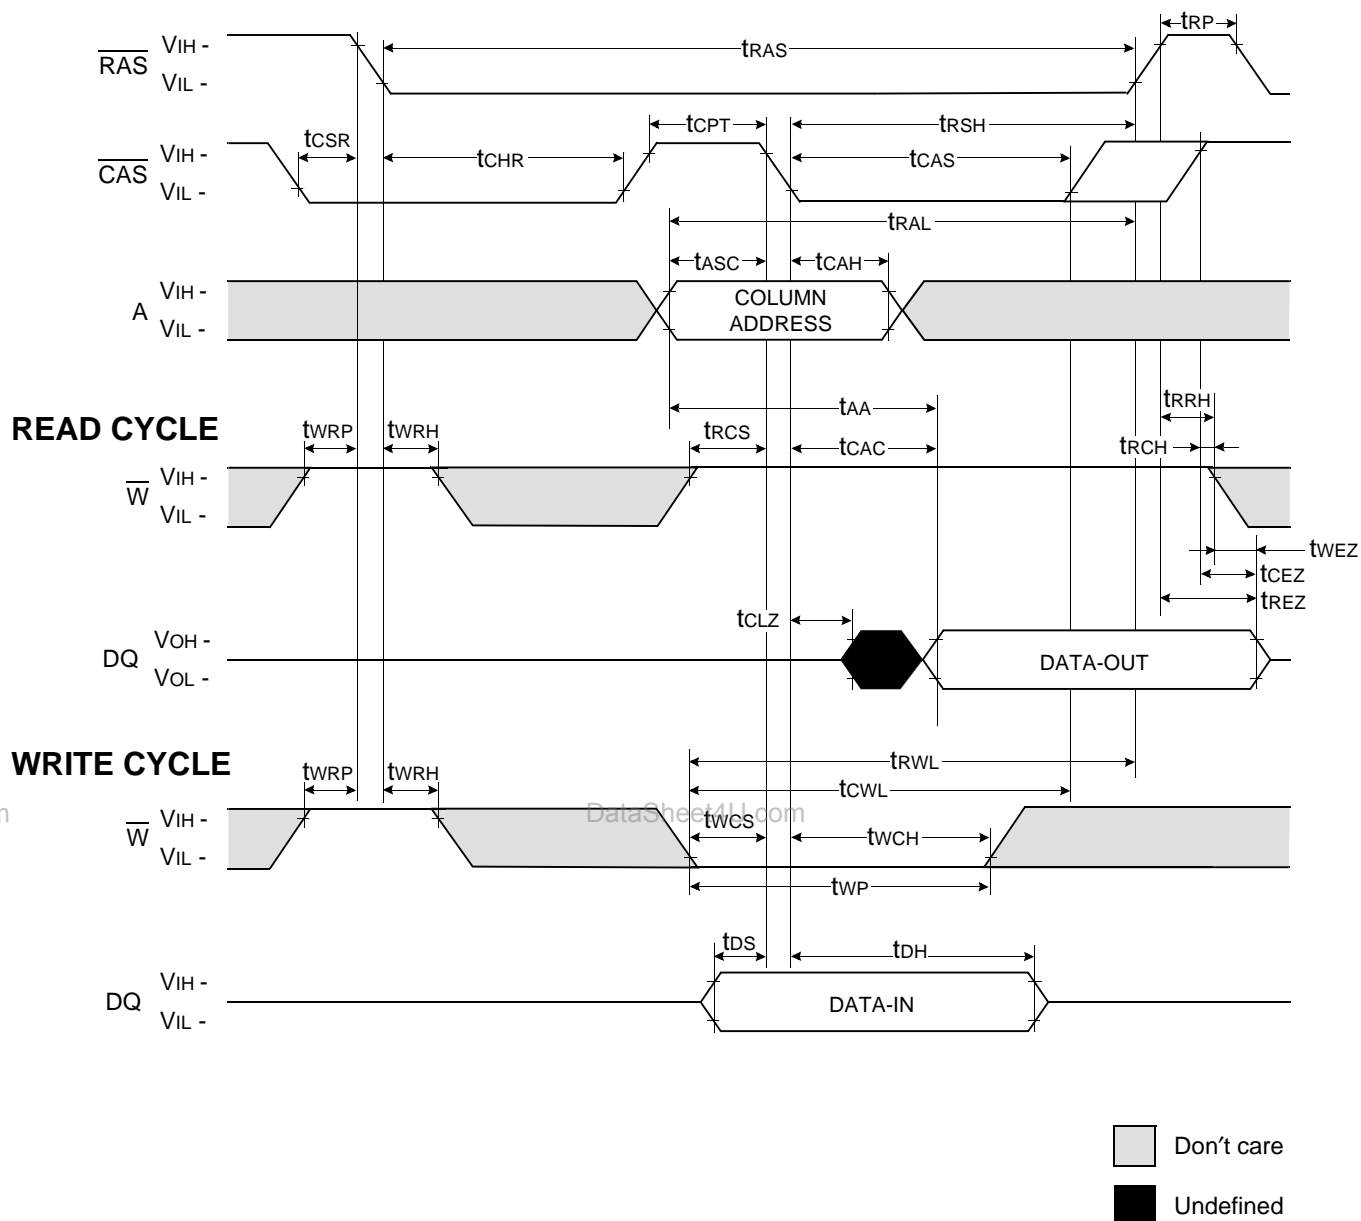 tRP
RAS
VIH -
VIL -
tRAS
tCSR
tCPT
tRSH
CAS
VIH -
VIL -
tCHR
tCAS
tRAL
tASC
tCAH
A
VIH -
VIL -
COLUMN
ADDRESS
tAA
tRRH
READ CYCLE
tWRP
tWRH
tRCS
tCAC
tRCH
W
VIH -
VIL -
tWEZ
tCEZ
tREZ
tCLZ
DQ
VOH -
VOL -
DATA-OUT
WRITE CYCLE
tWRP
tWRH
tRWL
tCWL
DataSheet4U.com
m
W
VIH -
VIL -
tWCS
tWCH
tWP
tDS
tDH
DQ
VIH -
VIL -
DATA-IN
Don′t care
Undefined